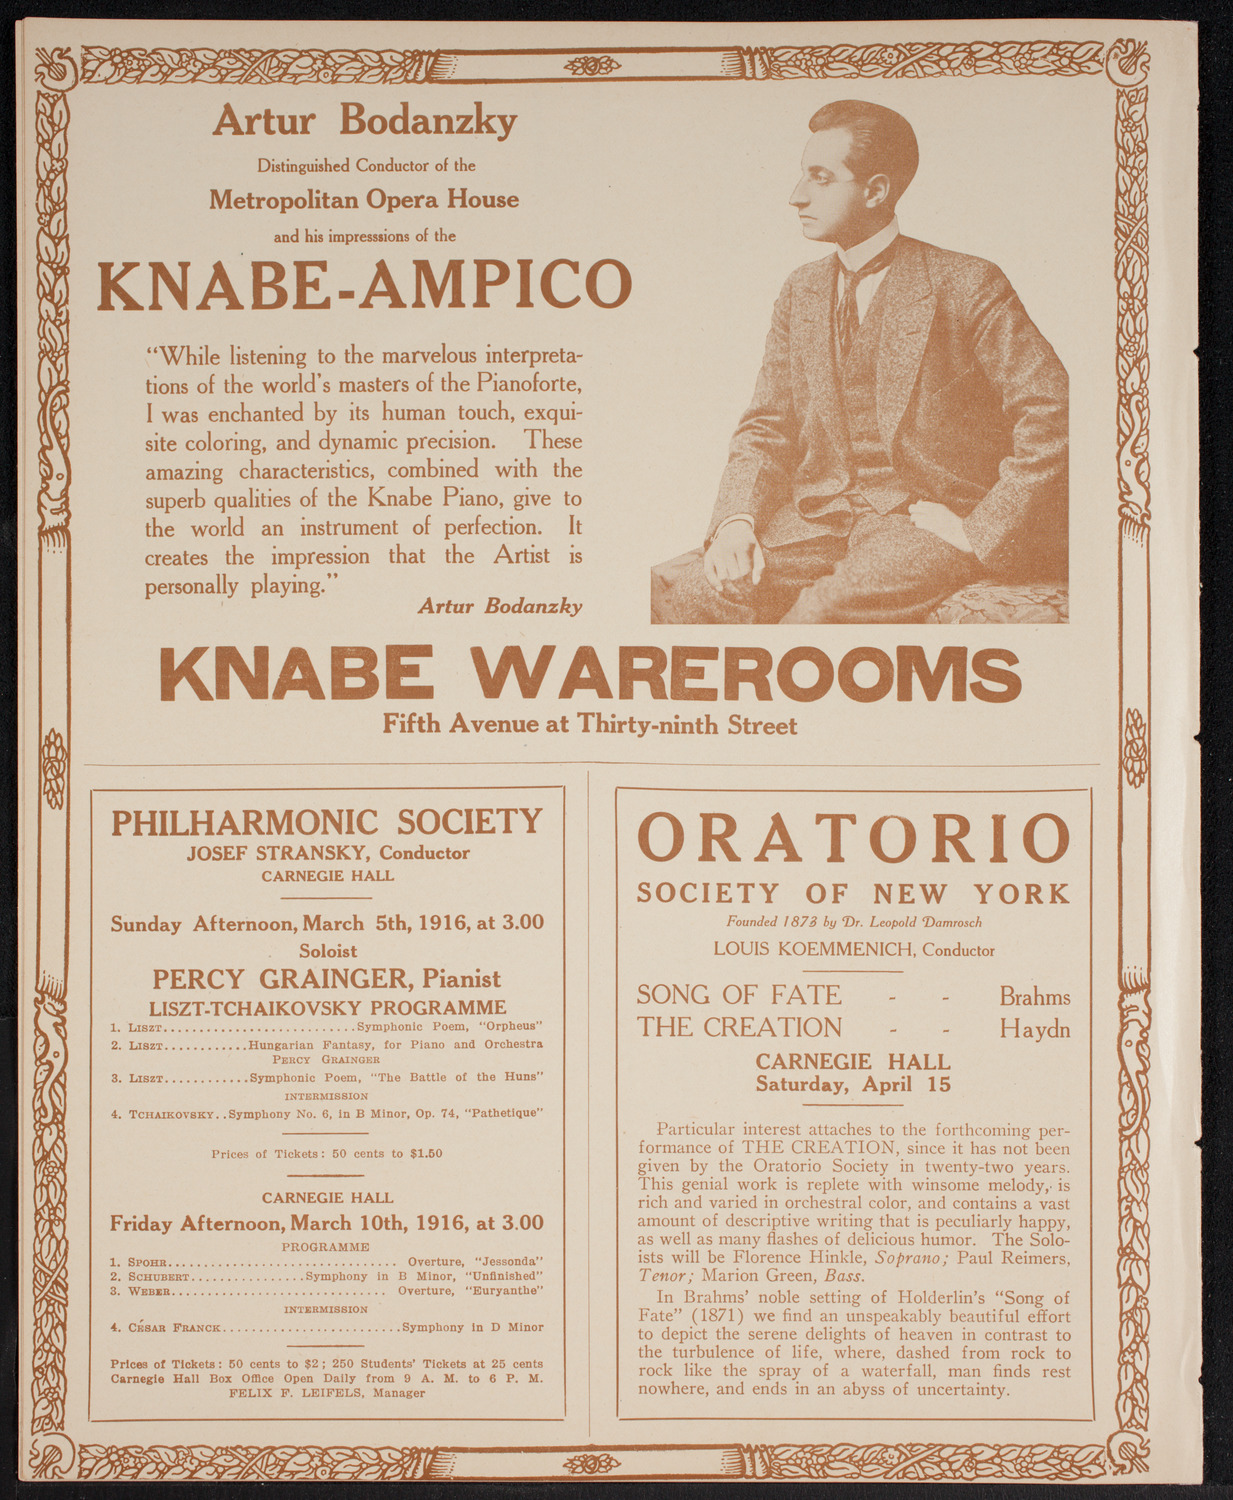 Artur Bodanzky
Distinguished Conductor of the
Metropolitan Opera House
and his impresssions of the
KNABE-AMPICO
“While listening to the marvelous interpreta-
tions of the world’s masters of the Pianoforte,
I was enchanted by its human touch, exqui-
site coloring, and dynamic precision. These
amazing characteristics, combined with the
superb qualities of the Knabe Piano, give to
the world an instrument of perfection. It
creates the impression that the Artist is
personally playing.”
Artur Bodanzky
KNABE WAREROOMS
Fifth Avenue at Thirty-ninth Street
PHILHARMONIC SOCIETY
JOSEF STRANSKY, Conductor
CARNEGIE HALL
Sunday Afternoon, March 5th, 1916, at 3.00
Soloist
PERCY GRAINGER, Pianist
LISZT-TCHAIKOVSKY PROGRAMME
1. LISZT...........................Symphonic Poem, “Orpheus”
2. LISZT............Hungarian Fantasy, for Piano and Orchestra
PERCY GRAINGER
3. LISZT............Symphonic Poem, “The Battle of the Huns”
INTERMISSION
4. TCHAIKOVSKY..Symphony No. 6, in B Minor, Op. 74, “Pathetique”
Prices of Tickets: 50 cents to $1.50
CARNEGIE HALL
Friday Afternoon, March 10th, 1916, at 3.00
PROGRAMME
1. SPOHR................................ Overture, “Jessonda”
2. SCHUBERT................Symphony in B Minor, “Unfinished”
3. WEBER.............................. Overture, “Euryanthe”
INTERMISSION
4. CÉSAR FRANCK.........................Symphony in D Minor
Prices of Tickets: 50 cents to $2; 250 Students’ Tickets at 25 cents
Carnegie Hall Box Office Open Daily from 9 A. M. to 6 P. M.
FELIX F. LEIFELS, Manager
ORATORIO
SOCIETY OF NEW YORK
Founded 1873 by Dr. Leopold Damrosch
LOUIS KOEMMENICH, Conductor
SONG OF FATE - - Brahms
THE CREATION - - Haydn
CARNEGIE HALL
Saturday, April 15
Particular interest attaches to the forthcoming per-
formance of THE CREATION, since it has not been
given by the Oratorio Society in twenty-two years.
This genial work is replete with winsome melody, is
rich and varied in orchestral color, and contains a vast
amount of descriptive writing that is peculiarly happy,
as well as many flashes of delicious humor. The Solo-
ists will be Florence Hinkle, Soprano; Paul Reimers,
Tenor; Marion Green, Bass.
In Brahms’ noble setting of Holderlin’s “Song of
Fate” (1871) we find an unspeakably beautiful effort
to depict the serene delights of heaven in contrast to
the turbulence of life, where, dashed from rock to
rock like the spray of a waterfall, man finds rest
nowhere, and ends in an abyss of uncertainty.